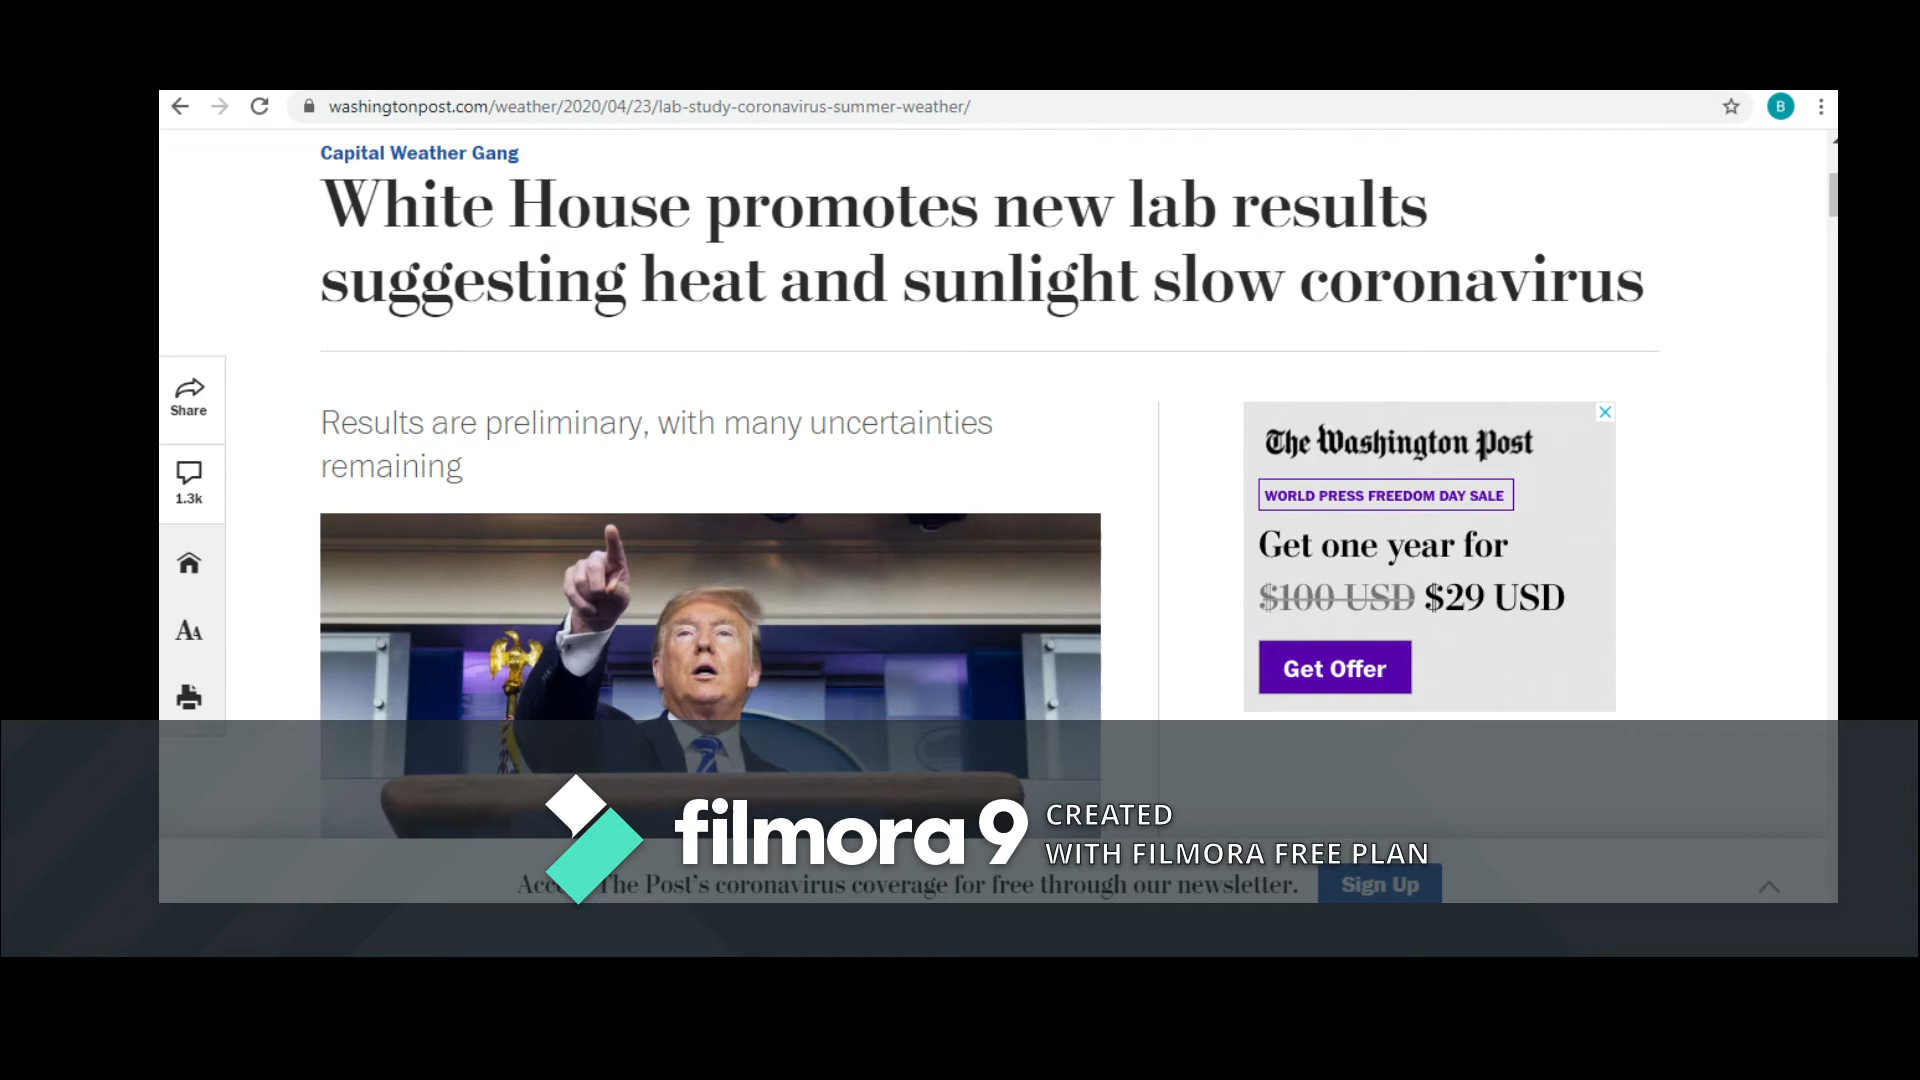 washingtonpost.com/weather/2020/04/23/lab-study-coronavirus-summer-weather/
B
Capital Weather Gang
White House promotes new lab results
suggesting heat and sunlight slow coronavirus
Share
1.3k
AA
Results are preliminary, with many uncertainties
remaining
The Washington Post
WORLD PRESS FREEDOM DAY SALE
Get one year for
$100 USD $29 USD
Get Offer
filmora 9
CREATED
WITH FILMORA FREE PLAN
The Post's coronavirus coverage for free through our newsletter.
Sign Up